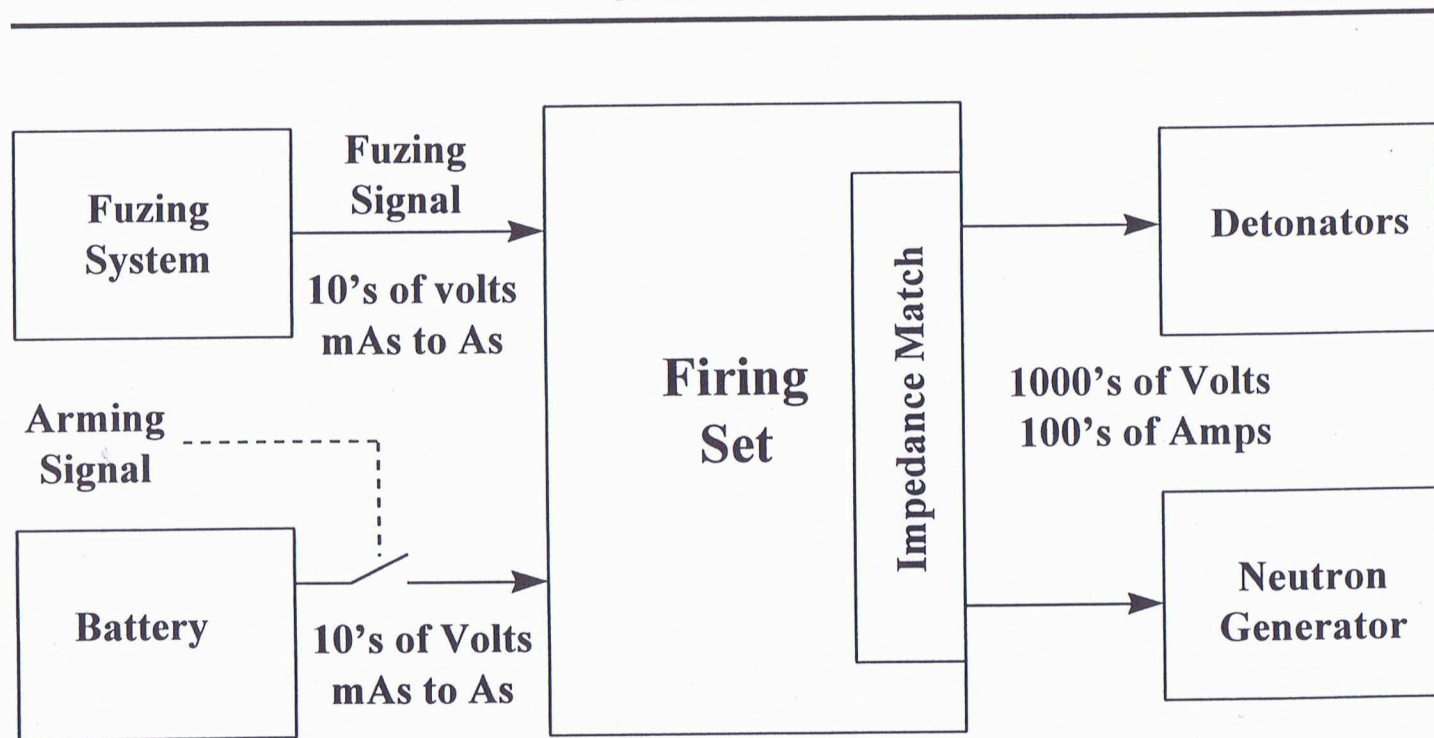 Fuzing
System
Fuzing
Signal
10's of volts
mAs to As
Arming
Signal
Battery
10's of Volts
mAs to As
Firing
Set
Impedance Match
Detonators
1000's of Volts
100's of Amps
Neutron
Generator